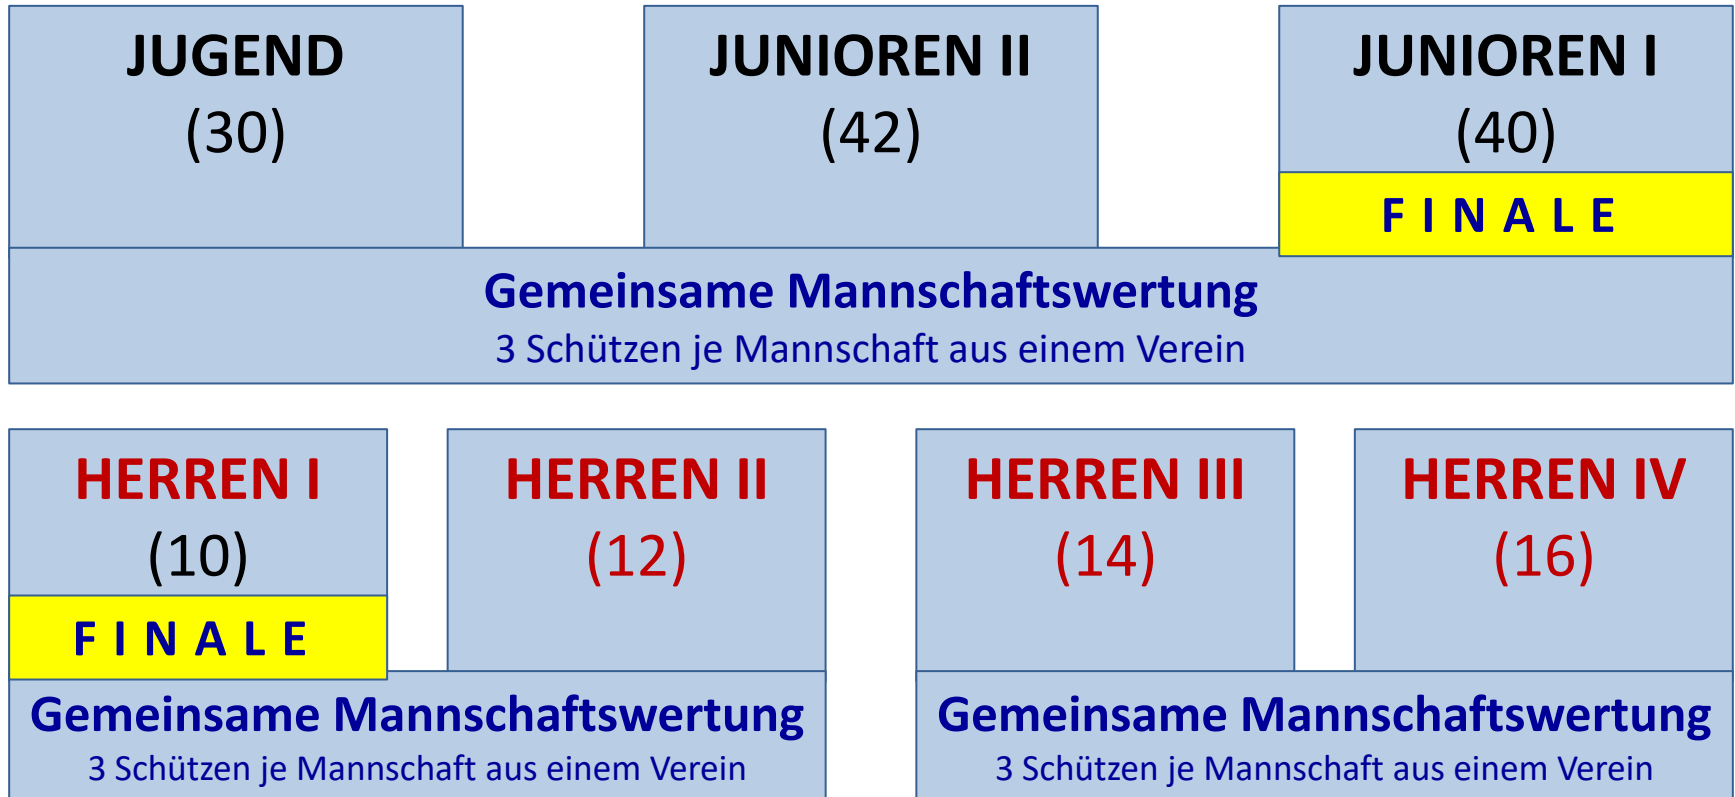 JUGEND
(30)
JUNIOREN II
(42)
JUNIOREN I
(40)
F I N A L E
Gemeinsame Mannschaftswertung
3 Schützen je Mannschaft aus einem Verein
HERREN I
(10)
F I N A L E
HERREN II
(12)
Gemeinsame Mannschaftswertung
3 Schützen je Mannschaft aus einem Verein
HERREN III
(14)
HERREN IV
(16)
Gemeinsame Mannschaftswertung
3 Schützen je Mannschaft aus einem Verein